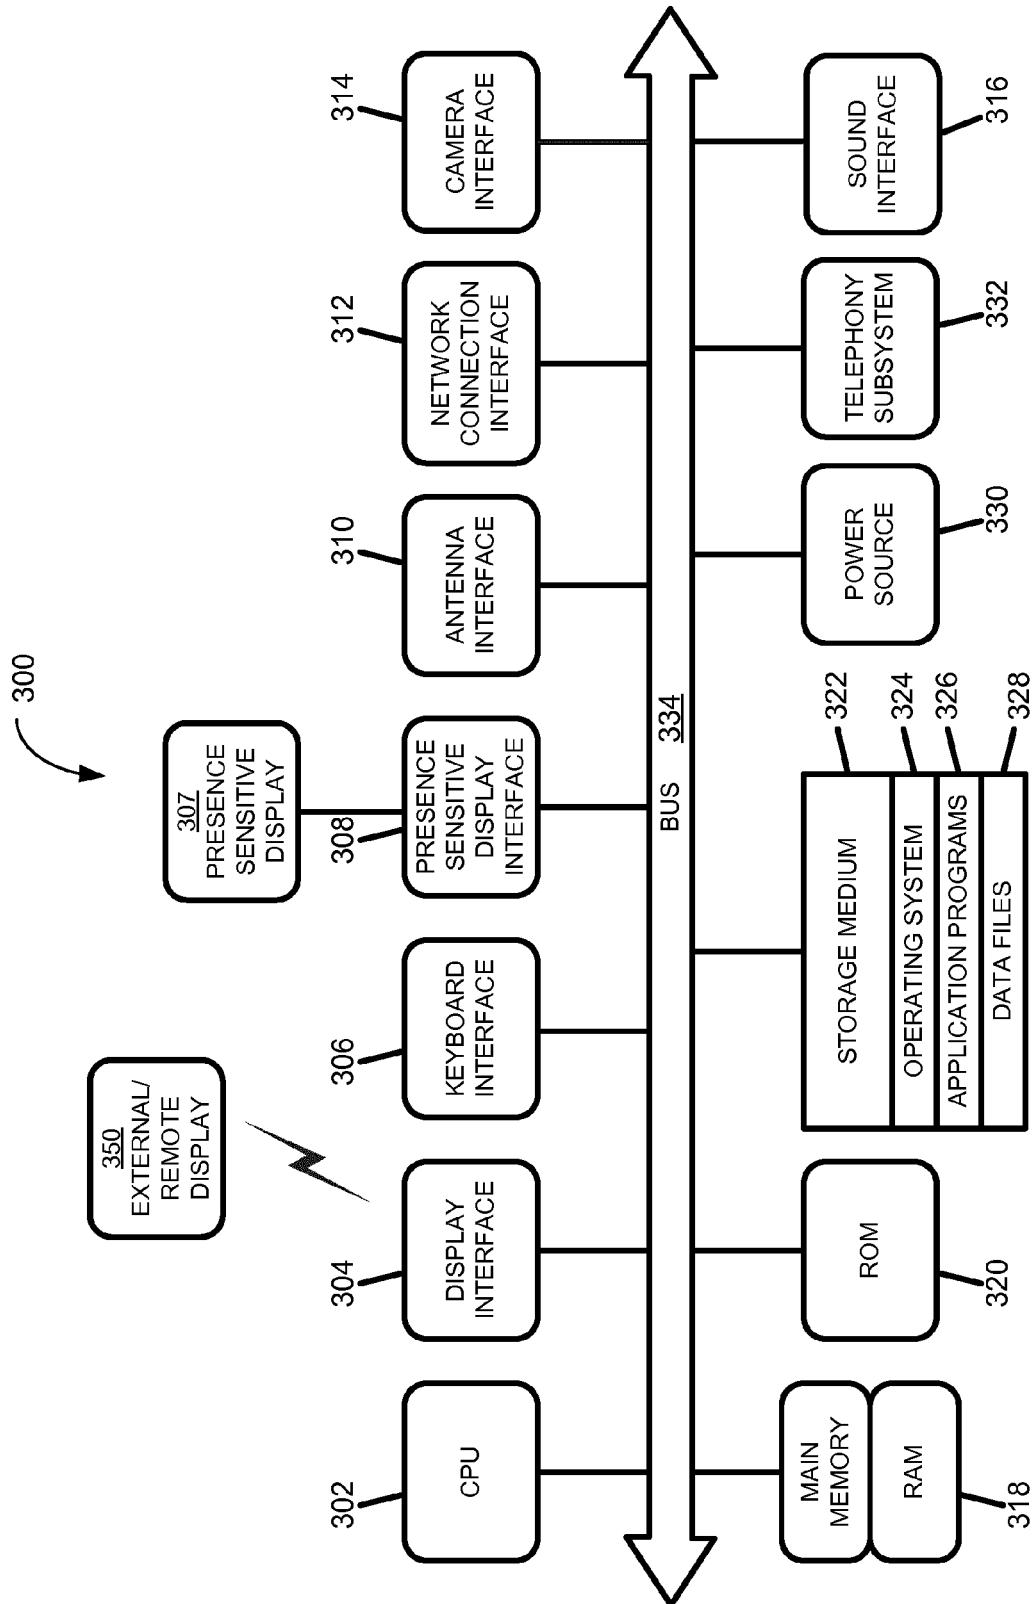 300
350
EXTERNAL/
REMOTE
DISPLAY
307
PRESENCE
SENSITIVE
DISPLAY
302
304
306
308
310
312
314
CPU
DISPLAY
INTERFACE
KEYBOARD
INTERFACE
PRESENCE
SENSITIVE
DISPLAY
INTERFACE
ANTENNA
INTERFACE
NETWORK
CONNECTION
INTERFACE
CAMERA
INTERFACE
BUS
334
MAIN
MEMORY
RAM
318
ROM
320
STORAGE MEDIUM
322
OPERATING SYSTEM
324
APPLICATION PROGRAMS
326
DATA FILES
328
POWER
SOURCE
330
TELEPHONY
SUBSYSTEM
332
SOUND
INTERFACE
316